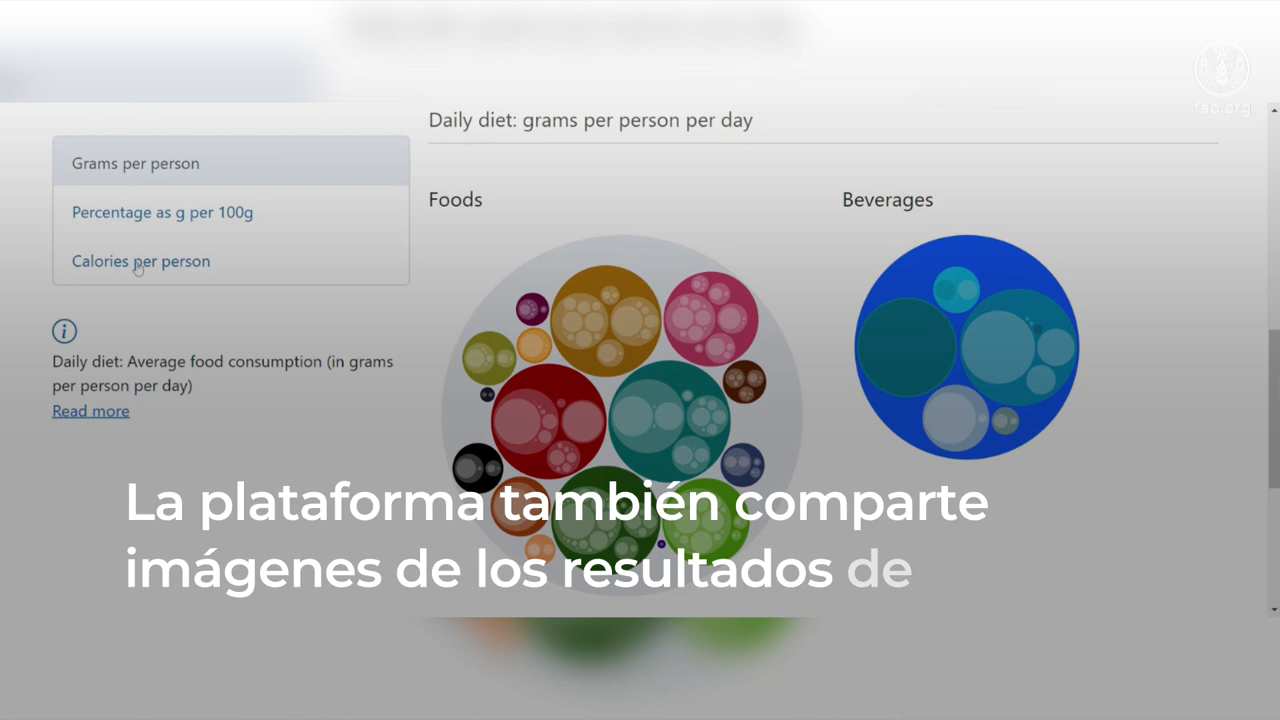 FAO
fao.org
Daily diet: grams per person per day
Grams per person
Percentage as g per 100g
Calories per person
Foods
Beverages
Daily diet: Average food consumption (in grams
per person per day)
Read more
La plataforma también comparte
imágenes de los resultados de